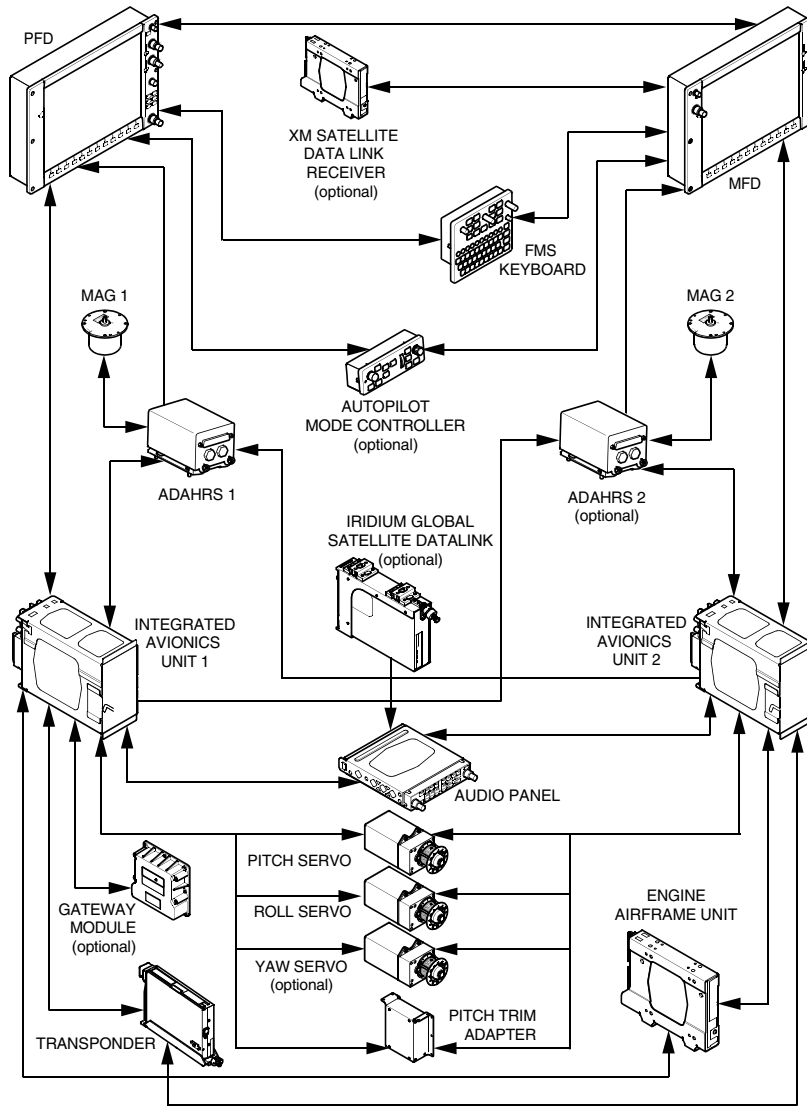 PFD
XM SATELLITE
DATA LINK
RECEIVER
(optional)
MFD
FMS
KEYBOARD
MAG 1
MAG 2
AUTOPILOT
MODE CONTROLLER
(optional)
ADAHRS 1
ADAHRS 2
(optional)
IRIDIUM GLOBAL
SATELLITE DATALINK
(optional)
INTEGRATED
AVIONICS
UNIT 1
INTEGRATED
AVIONICS
UNIT 2
AUDIO PANEL
PITCH SERVO
GATEWAY
MODULE
(optional)
ROLL SERVO
ENGINE
AIRFRAME UNIT
YAW SERVO
(optional)
TRANSPONDER
PITCH TRIM
ADAPTER